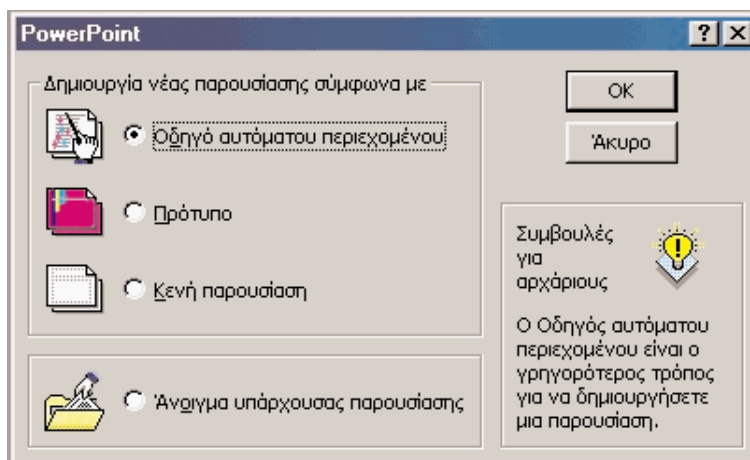 PowerPoint
Δημιουργία νέας παρουσίασης σύμφωνα με
Οδηγό αυτόματου περιεχομένου
Πρότυπο
Κενή παρουσίαση
Άνοιγμα υπάρχουσας παρουσίασης
OK
Άκυρο
Συμβουλές
για
αρχάριους
Ο Οδηγός αυτόματου
περιεχομένου είναι ο
γρηγορότερος τρόπος
για να δημιουργήσετε
μια παρουσίαση.